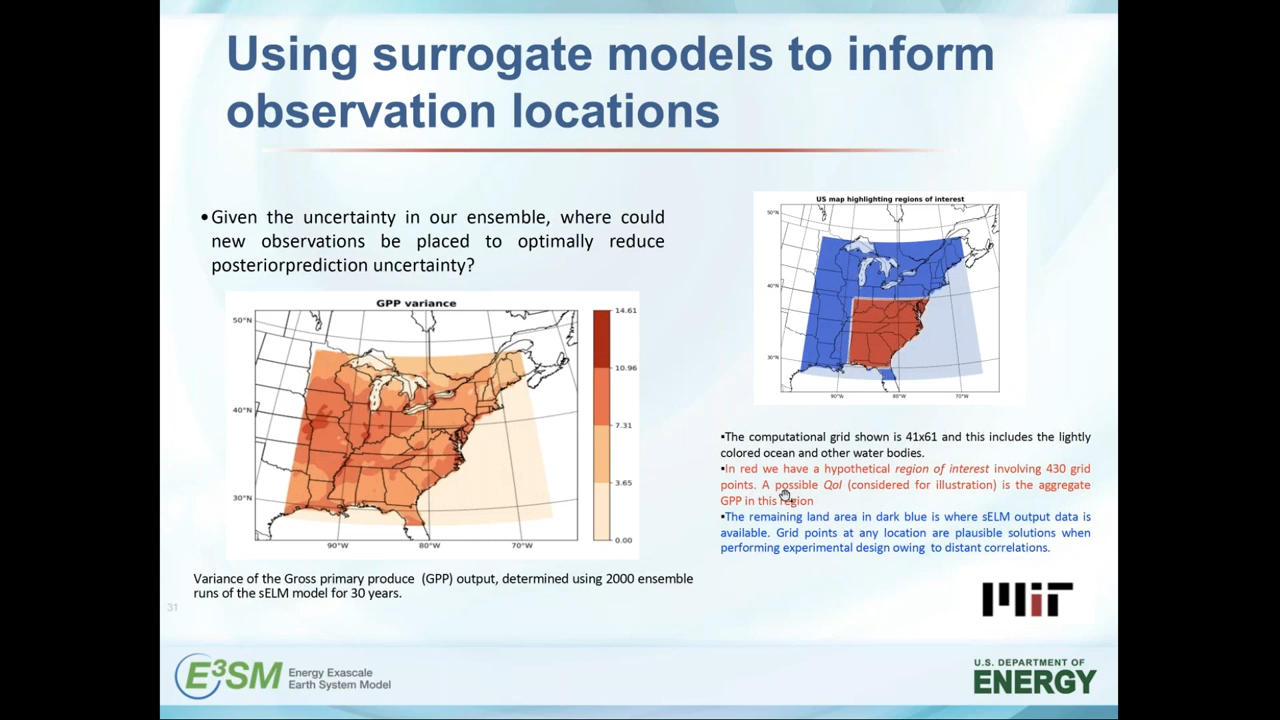 Using surrogate models to inform
observation locations
•Given the uncertainty in our ensemble, where could
new observations be placed to optimally reduce
posteriorprediction uncertainty?
GPP variance
50°N
40°N
30°N
90°W
80°W
70°W
14.61
10.96
7.31
3.65
0.00
Variance of the Gross primary produce (GPP) output, determined using 2000 ensemble
runs of the sELM model for 30 years.
US map highlighting regions of interest
50°N
40°N
30°N
90°W
80°W
70°W
▪The computational grid shown is 41x61 and this includes the lightly
colored ocean and other water bodies.
▪In red we have a hypothetical region of interest involving 430 grid
points. A possible QoI (considered for illustration) is the aggregate
GPP in this region
▪The remaining land area in dark blue is where sELM output data is
available. Grid points at any location are plausible solutions when
performing experimental design owing to distant correlations.
MIT
31
E³SM
Energy Exascale
Earth System Model
U.S. DEPARTMENT OF
ENERGY